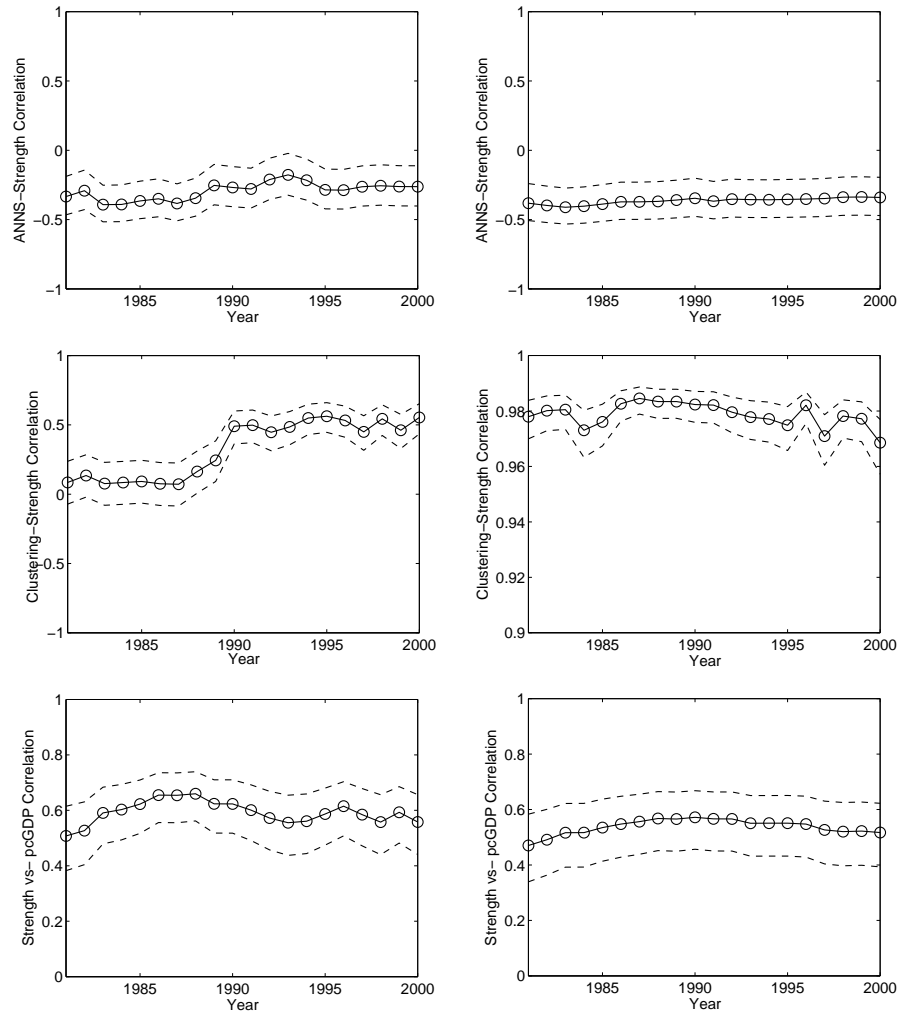 1
0.5
0
−0.5
−1
ANNS−Strength Correlation
1985 1990 1995 2000
Year
1
0.5
0
−0.5
−1
ANNS−Strength Correlation
1985 1990 1995 2000
Year
1
0.5
0
−0.5
−1
Clustering−Strength Correlation
1985 1990 1995 2000
Year
1
0.98
0.96
0.94
0.92
0.9
Clustering−Strength Correlation
1985 1990 1995 2000
Year
1
0.8
0.6
0.4
0.2
0
Strength vs− pcGDP Correlation
1985 1990 1995 2000
Year
1
0.8
0.6
0.4
0.2
0
Strength vs− pcGDP Correlation
1985 1990 1995 2000
Year